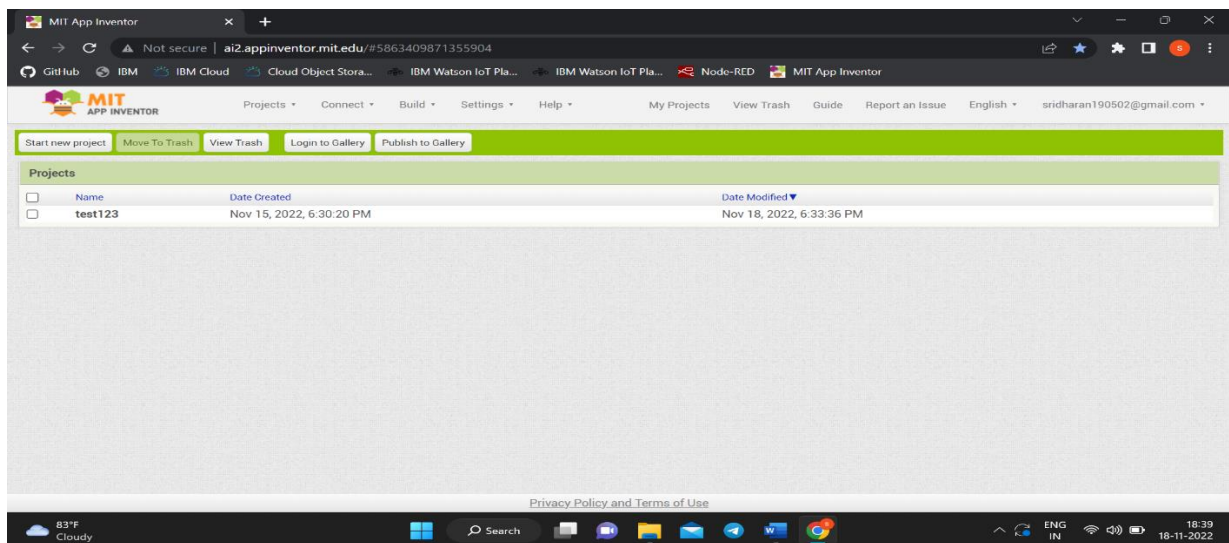 MIT App Inventor
Not secure | ai2.appinventor.mit.edu/#5863409871355904
GitHub IBM IBM Cloud Cloud Object Stora... IBM Watson IoT Pla... IBM Watson IoT Pla... Node-RED MIT App Inventor
MIT
APP INVENTOR
Projects Connect Build Settings Help My Projects View Trash Guide Report an Issue English sridharan190502@gmail.com
Start new project Move To Trash View Trash Login to Gallery Publish to Gallery
Projects
Name Date Created Date Modified▼
test123 Nov 15, 2022, 6:30:20 PM Nov 18, 2022, 6:33:36 PM
Privacy Policy and Terms of Use
83°F
Cloudy
Search
ENG
IN
18:39
18-11-2022